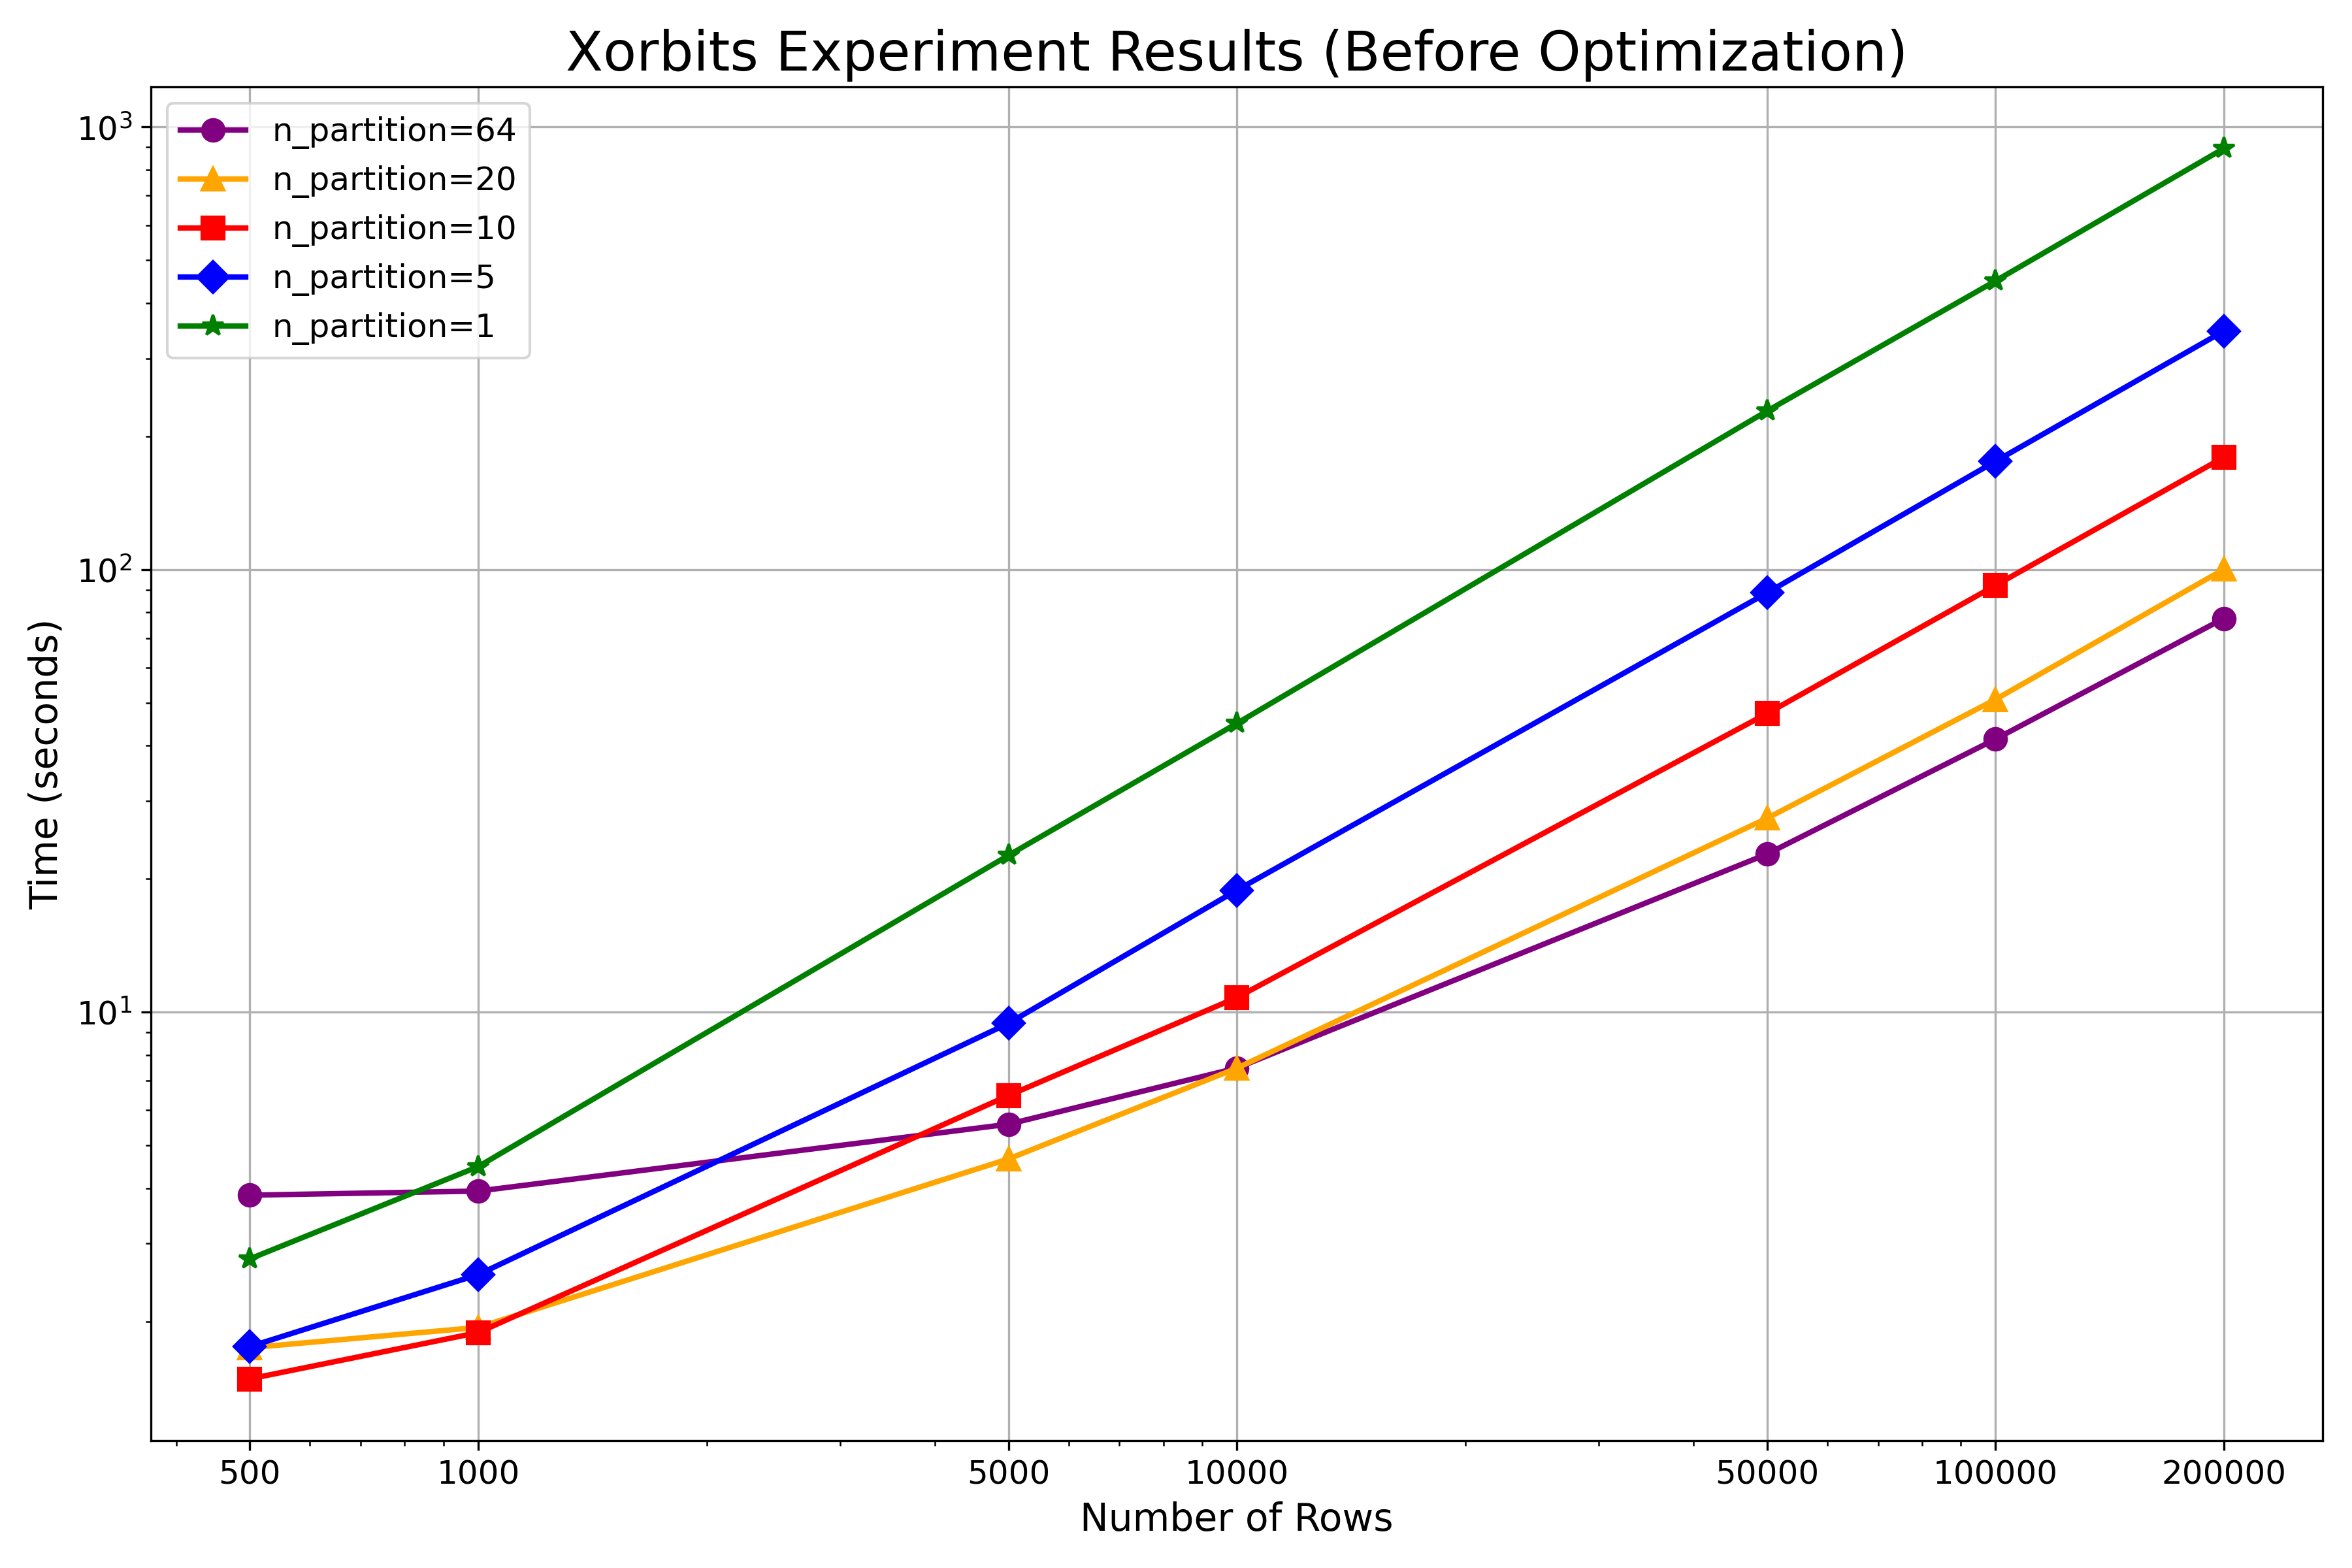 Xorbits Experiment Results (Before Optimization)
n_partition=64
n_partition=20
n_partition=10
n_partition=5
n_partition=1
10³
10²
10¹
Time (seconds)
500 1000 5000 10000 50000 100000 200000
Number of Rows